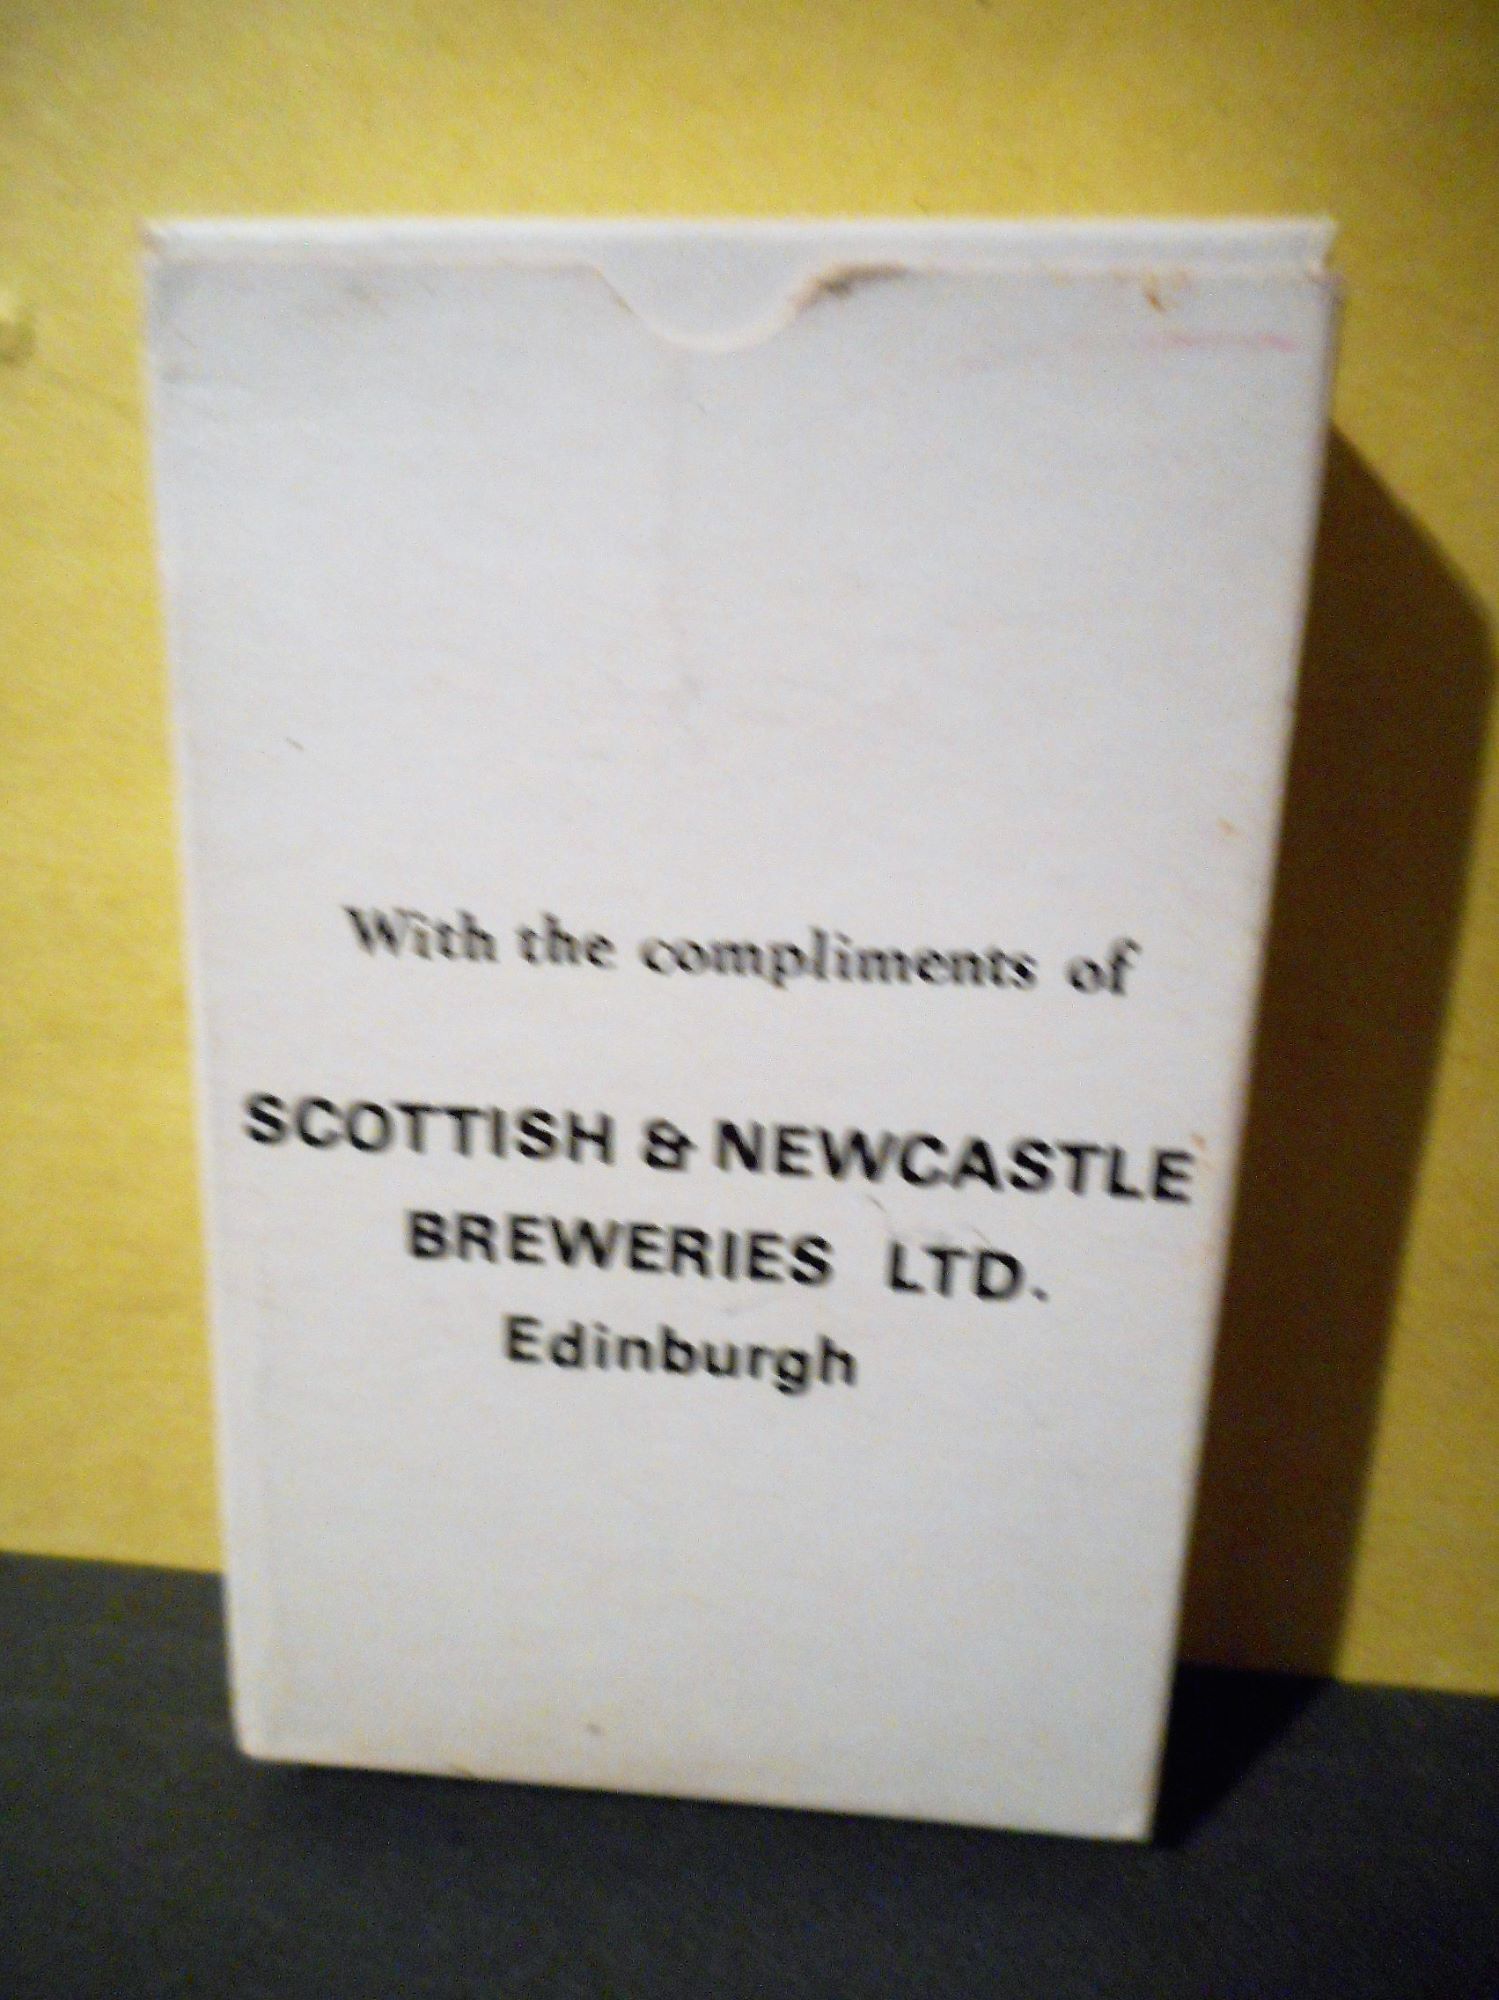 With the compliments of
SCOTTISH & NEWCASTLE
BREWERIES LTD.
Edinburgh